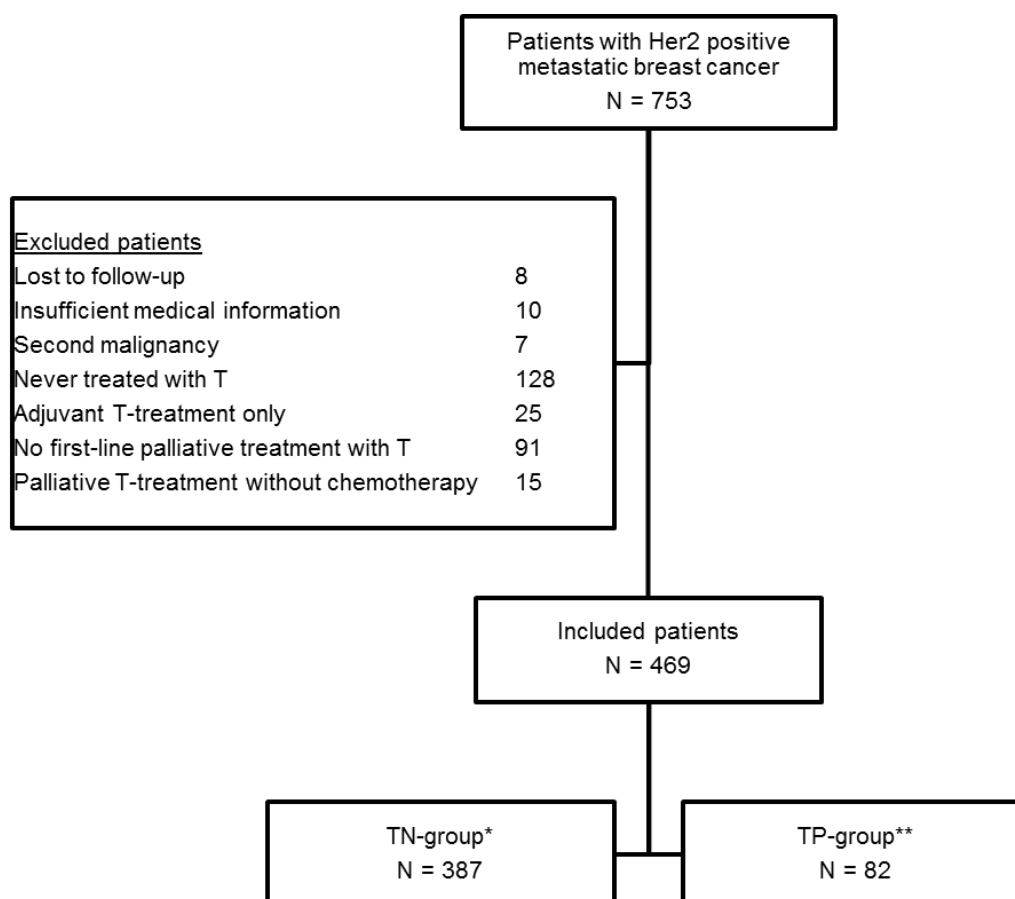 Patients with Her2 positive
metastatic breast cancer
N = 753
Excluded patients
Lost to follow-up 8
Insufficient medical information 10
Second malignancy 7
Never treated with T 128
Adjuvant T-treatment only 25
No first-line palliative treatment with T 91
Palliative T-treatment without chemotherapy 15
Included patients
N = 469
TN-group*
N = 387
TP-group**
N = 82